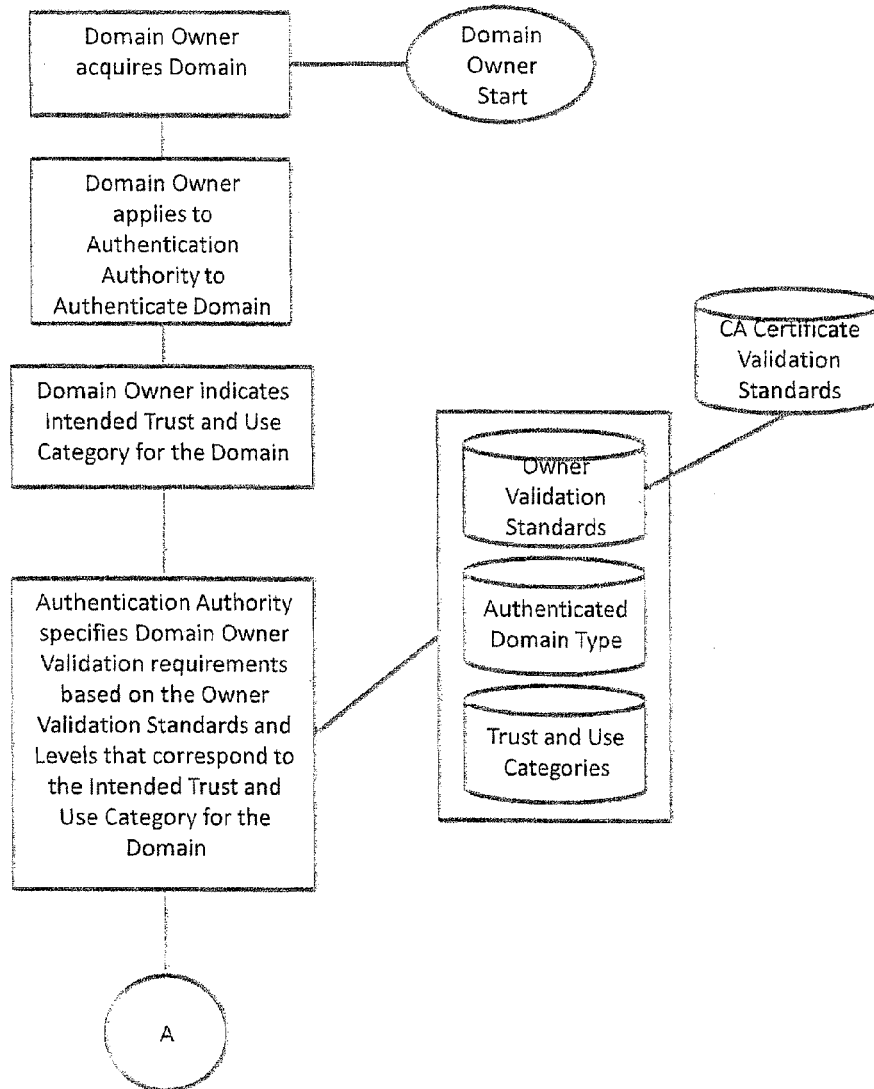 Domain Owner
acquires Domain
Domain
Owner
Start
Domain Owner
applies to
Authentication
Authority to
Authenticate Domain
Domain Owner indicates
Intended Trust and Use
Category for the Domain
CA Certificate
Validation
Standards
Owner
Validation
Standards
Authenticated
Domain Type
Trust and Use
Categories
Authentication Authority
specifies Domain Owner
Validation requirements
based on the Owner
Validation Standards and
Levels that correspond to
the Intended Trust and
Use Category for the
Domain
A